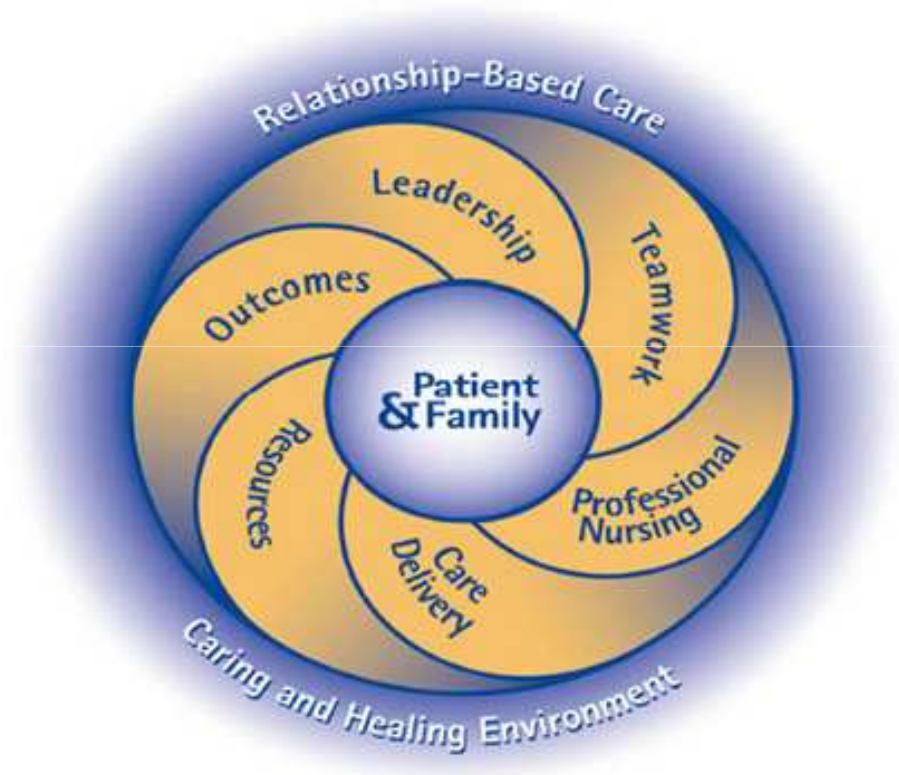 Relationship-Based Care
Leadership
Teamwork
Outcomes
Patient
& Family
Resources
Professional
Nursing
Care
Delivery
Caring and Healing Environment